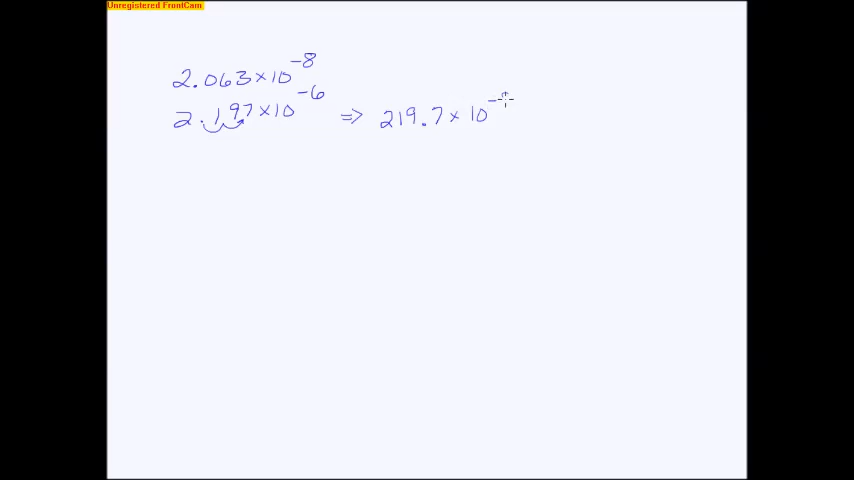 Unregistered FrontCam
2.063 × 10⁻⁸
2.197 × 10⁻⁶ ⇒ 219.7 × 10⁻